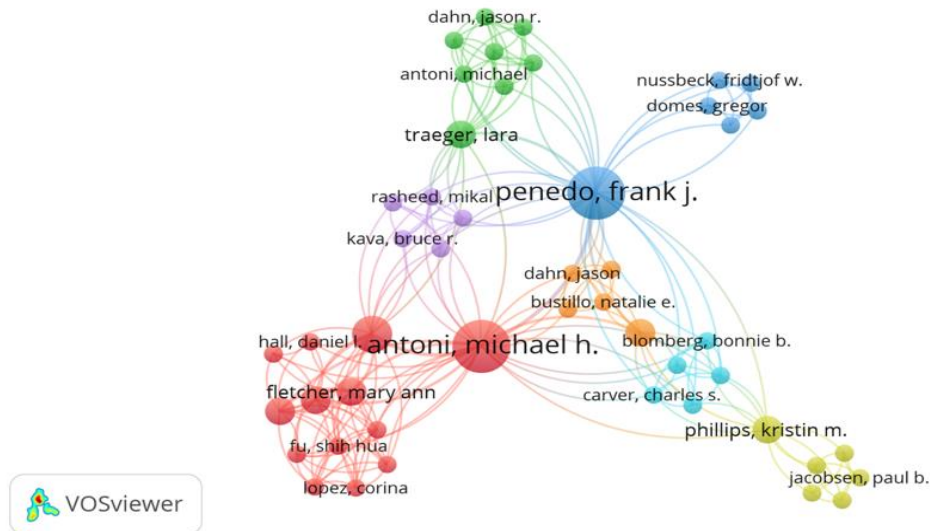 dahn, jason r.
antoni, michael
nussbeck, fridtjof w.
domes, gregor
traeger, lara
penedo, frank j.
rasheed, mikal
kava, bruce r.
dahn, jason
bustillo, natalie e.
hall, daniel l.
antoni, michael h.
blomberg, bonnie b.
fletcher, mary ann
carver, charles s.
phillips, kristin m.
fu, shih hua
jacobsen, paul b.
lopez, corina
VOSviewer